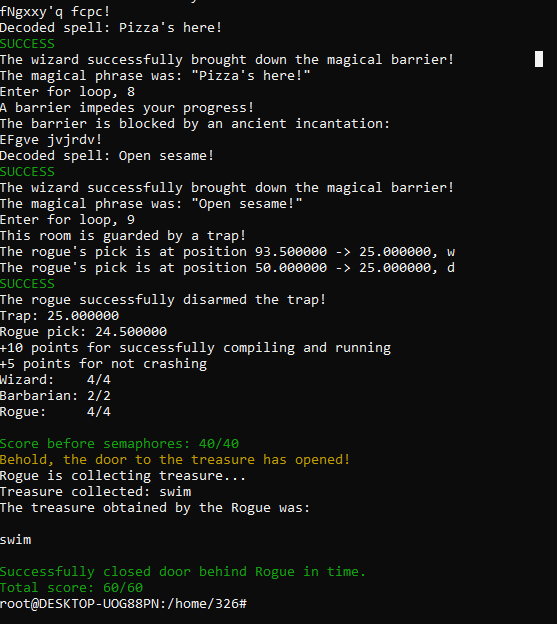 fNgxxy'q fcpc!
Decoded spell: Pizza's here!
SUCCESS
The wizard successfully brought down the magical barrier!
The magical phrase was: "Pizza's here!"
Enter for loop, 8
A barrier impedes your progress!
The barrier is blocked by an ancient incantation:
EFgve jvjrdv!
Decoded spell: Open sesame!
SUCCESS
The wizard successfully brought down the magical barrier!
The magical phrase was: "Open sesame!"
Enter for loop, 9
This room is guarded by a trap!
The rogue's pick is at position 93.500000 -> 25.000000, w
The rogue's pick is at position 50.000000 -> 25.000000, d
SUCCESS
The rogue successfully disarmed the trap!
Trap: 25.000000
Rogue pick: 24.500000
+10 points for successfully compiling and running
+5 points for not crashing
Wizard:    4/4
Barbarian: 2/2
Rogue:     4/4
Score before semaphores: 40/40
Behold, the door to the treasure has opened!
Rogue is collecting treasure...
Treasure collected: swim
The treasure obtained by the Rogue was:
swim
Successfully closed door behind Rogue in time.
Total score: 60/60
root@DESKTOP-UOG88PN:/home/326#